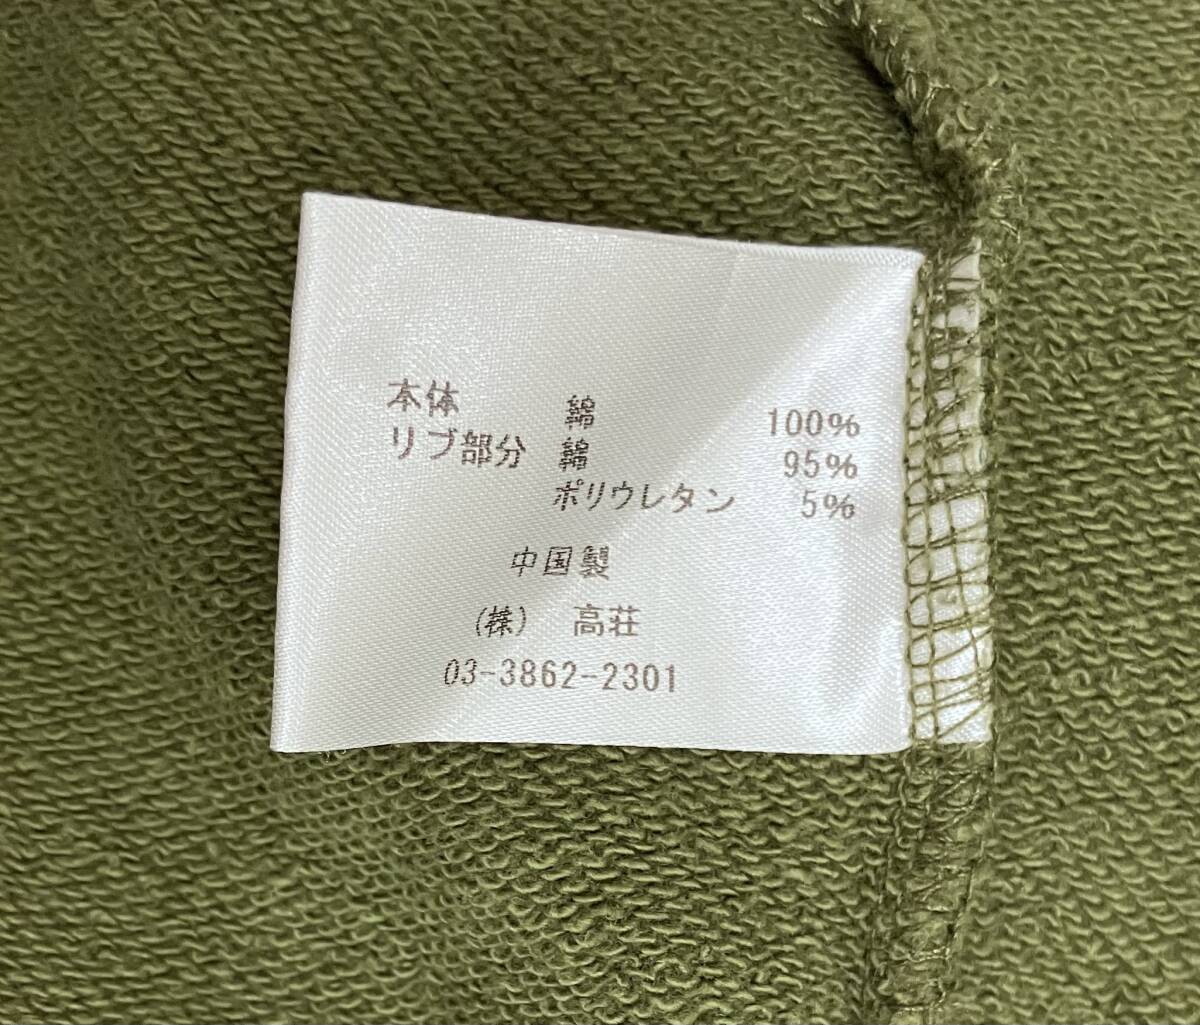 本体 綿 100%
リブ部分 綿 95%
ポリウレタン 5%
中国製
(株) 高荘
03-3862-2301